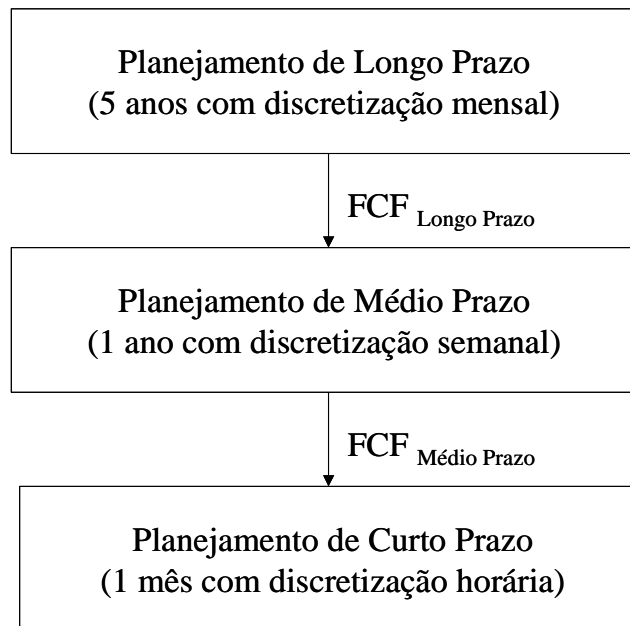 Planejamento de Longo Prazo
(5 anos com discretização mensal)
FCF Longo Prazo
Planejamento de Médio Prazo
(1 ano com discretização semanal)
FCF Médio Prazo
Planejamento de Curto Prazo
(1 mês com discretização horária)